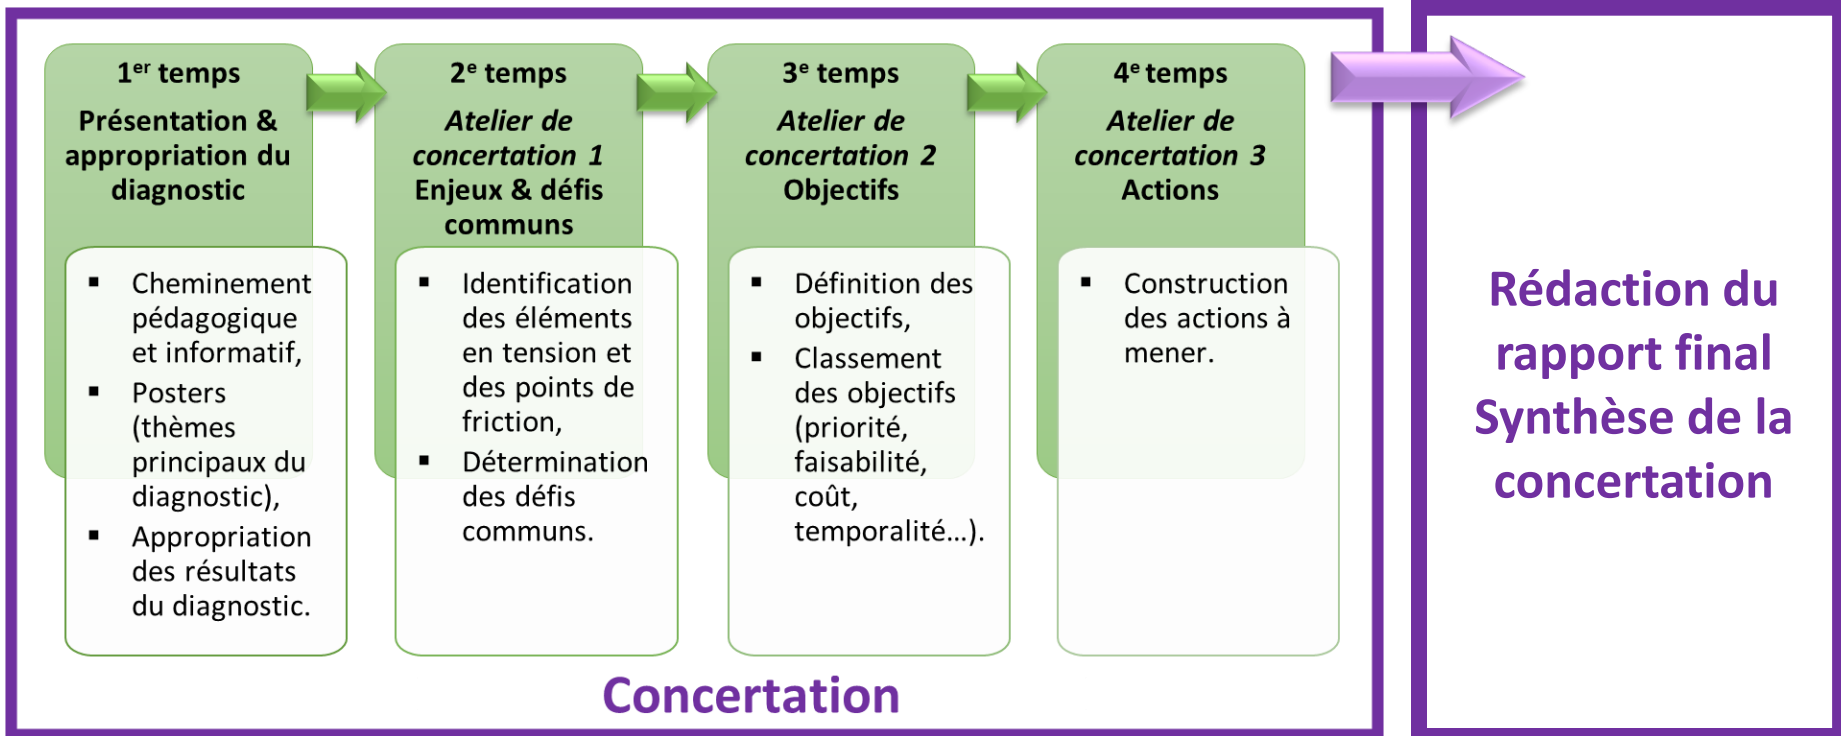 1er temps
Présentation &
appropriation du
diagnostic
▪ Cheminement
pédagogique
et informatif,
▪ Posters
(thèmes
principaux du
diagnostic),
▪ Appropriation
des résultats
du diagnostic.
2e temps
Atelier de
concertation 1
Enjeux & défis
communs
▪ Identification
des éléments
en tension et
des points de
friction,
▪ Détermination
des défis
communs.
3e temps
Atelier de
concertation 2
Objectifs
▪ Définition des
objectifs,
▪ Classement
des objectifs
(priorité,
faisabilité,
coût,
temporalité...).
4e temps
Atelier de
concertation 3
Actions
▪ Construction
des actions à
mener.
Concertation
Rédaction du
rapport final
Synthèse de la
concertation